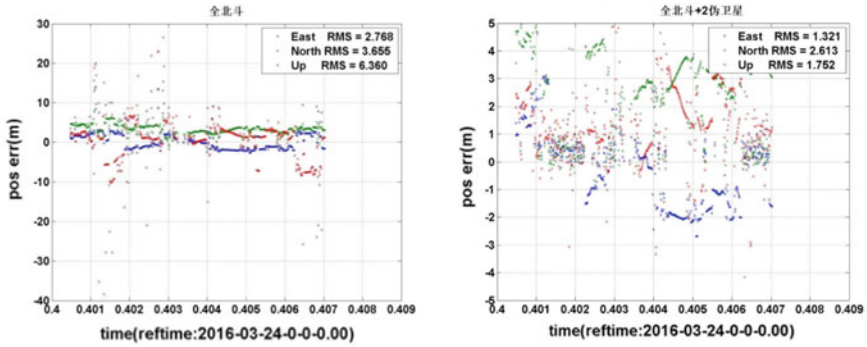 全北斗
East RMS = 2.768
North RMS = 3.655
Up RMS = 6.360
30
20
10
0
-10
-20
-30
-40
pos err(m)
0.4 0.401 0.402 0.403 0.404 0.405 0.406 0.407 0.408 0.409
time(reftime:2016-03-24-0-0-0.00)
全北斗+2伪卫星
East RMS = 1.321
North RMS = 2.613
Up RMS = 1.752
5
4
3
2
1
0
-1
-2
-3
-4
-5
pos err(m)
0.4 0.401 0.402 0.403 0.404 0.405 0.406 0.407 0.408 0.409
time(reftime:2016-03-24-0-0-0.00)